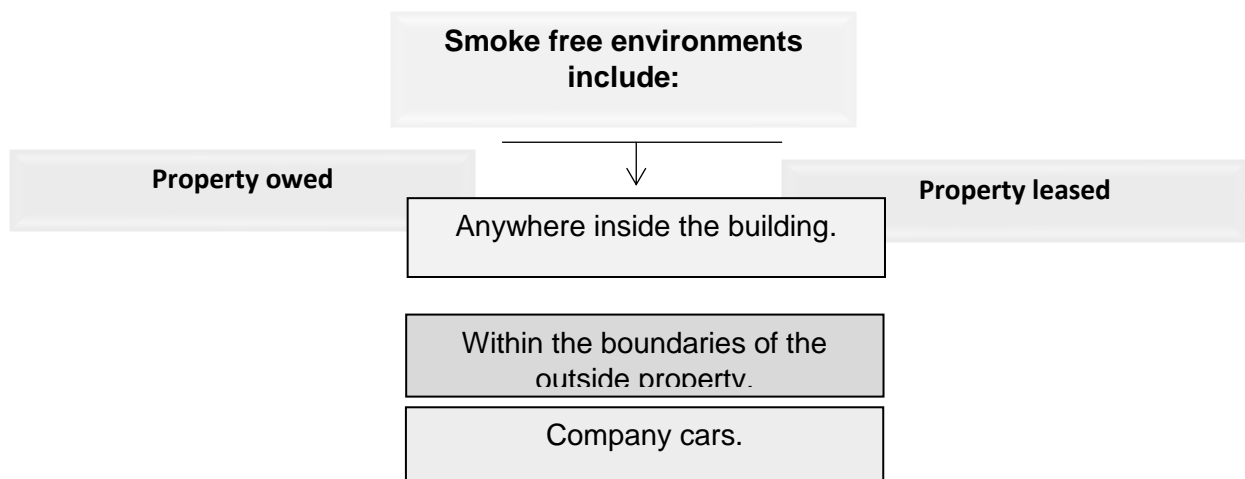 Smoke free environments
include:
Property owed
Property leased
Anywhere inside the building.
Within the boundaries of the
outside property.
Company cars.